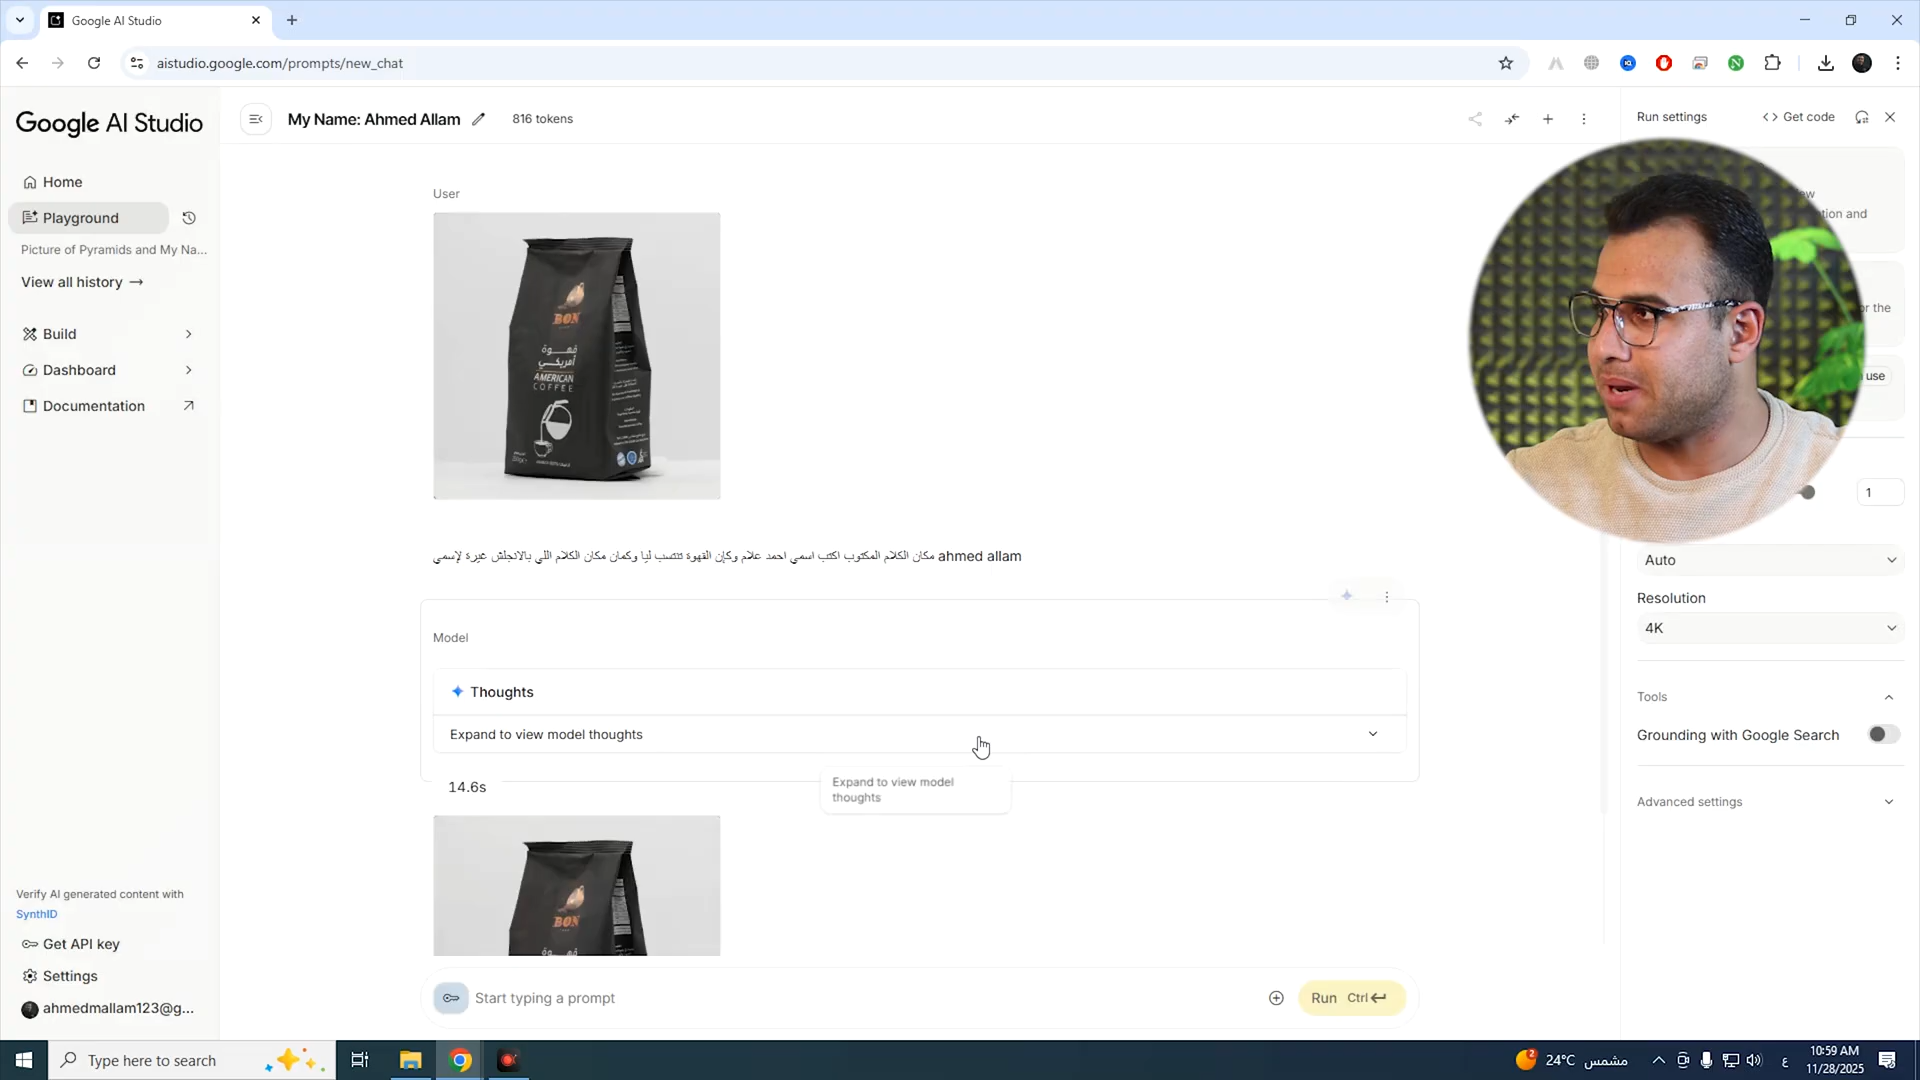 Google AI Studio
aistudio.google.com/prompts/new_chat
Google AI Studio
My Name: Ahmed Allam
816 tokens
Run settings
Get code
Home
Playground
Picture of Pyramids and My Na...
View all history →
Build
Dashboard
Documentation
User
BON
قهوة
أمريكي
AMERICAN
COFFEE
مكان الكلام المكتوب اكتب اسمي احمد علام وكإن القهوة تنتسب ليا وكمان مكان الكلام اللي بالانجلش غيرة لإسمي ahmed allam
Model
Thoughts
Expand to view model thoughts
Expand to view model
thoughts
14.6s
BON
use
1
Auto
Resolution
4K
Tools
Grounding with Google Search
Advanced settings
Verify AI generated content with
SynthID
Get API key
Settings
ahmedmallam123@g...
Start typing a prompt
Run Ctrl
Type here to search
2
24°C
مشمس
ع
10:59 AM
11/28/2025